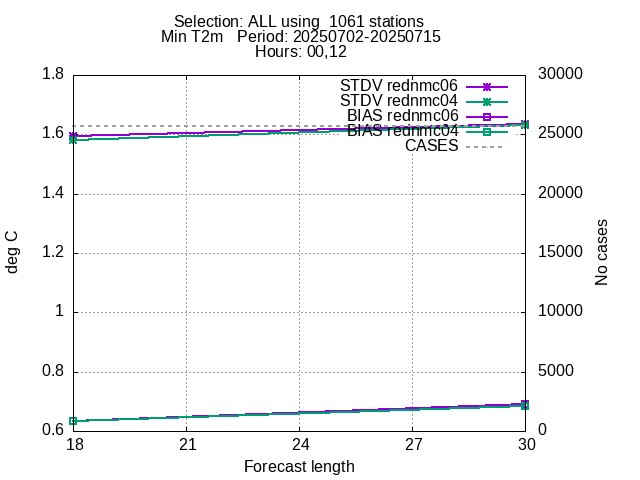 Selection: ALL using  1061 stations
Min T2m   Period: 20250702-20250715
Hours: 00,12
1.8
30000
STDV rednmc06
STDV rednmc04
BIAS rednmc06
1.6
BIAS rednmc04
25000
CASES
1.4
20000
deg C
1.2
15000
No cases
1
10000
0.8
5000
0.6
0
18
21
24
27
30
Forecast length